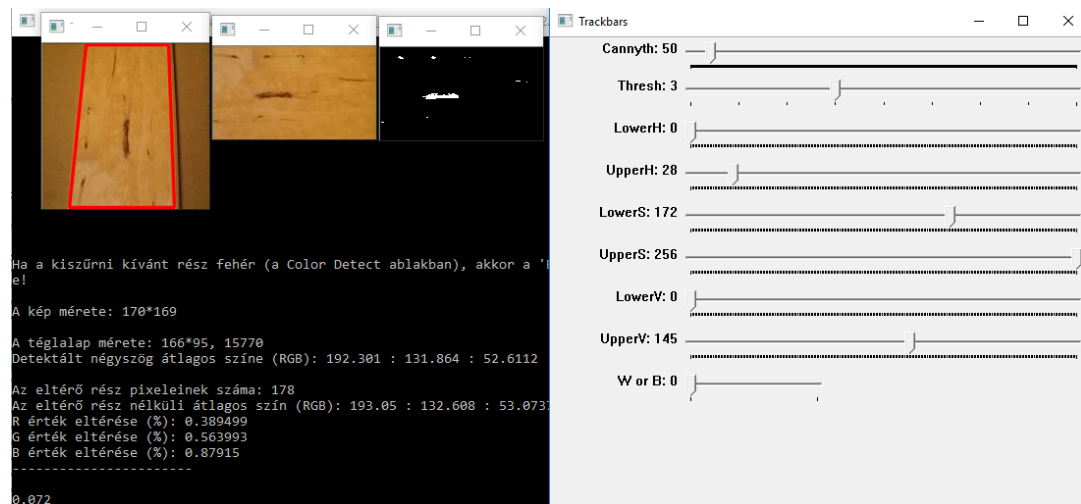 Trackbars
Cannyth: 50
Thresh: 3
LowerH: 0
UpperH: 28
LowerS: 172
UpperS: 256
LowerV: 0
UpperV: 145
W or B: 0
Ha a kiszűrni kívánt rész fehér (a Color Detect ablakban), akkor a
e!
A kép mérete: 170*169
A téglalap mérete: 166*95, 15770
Detektált négyszög átlagos színe (RGB): 192.301 : 131.864 : 52.6112
Az eltérő rész pixeleinek száma: 178
Az eltérő rész nélküli átlagos szín (RGB): 193.05 : 132.608 : 53.0737
R érték eltérése (%): 0.389499
G érték eltérése (%): 0.563993
B érték eltérése (%): 0.87915
-----------------------
0.072